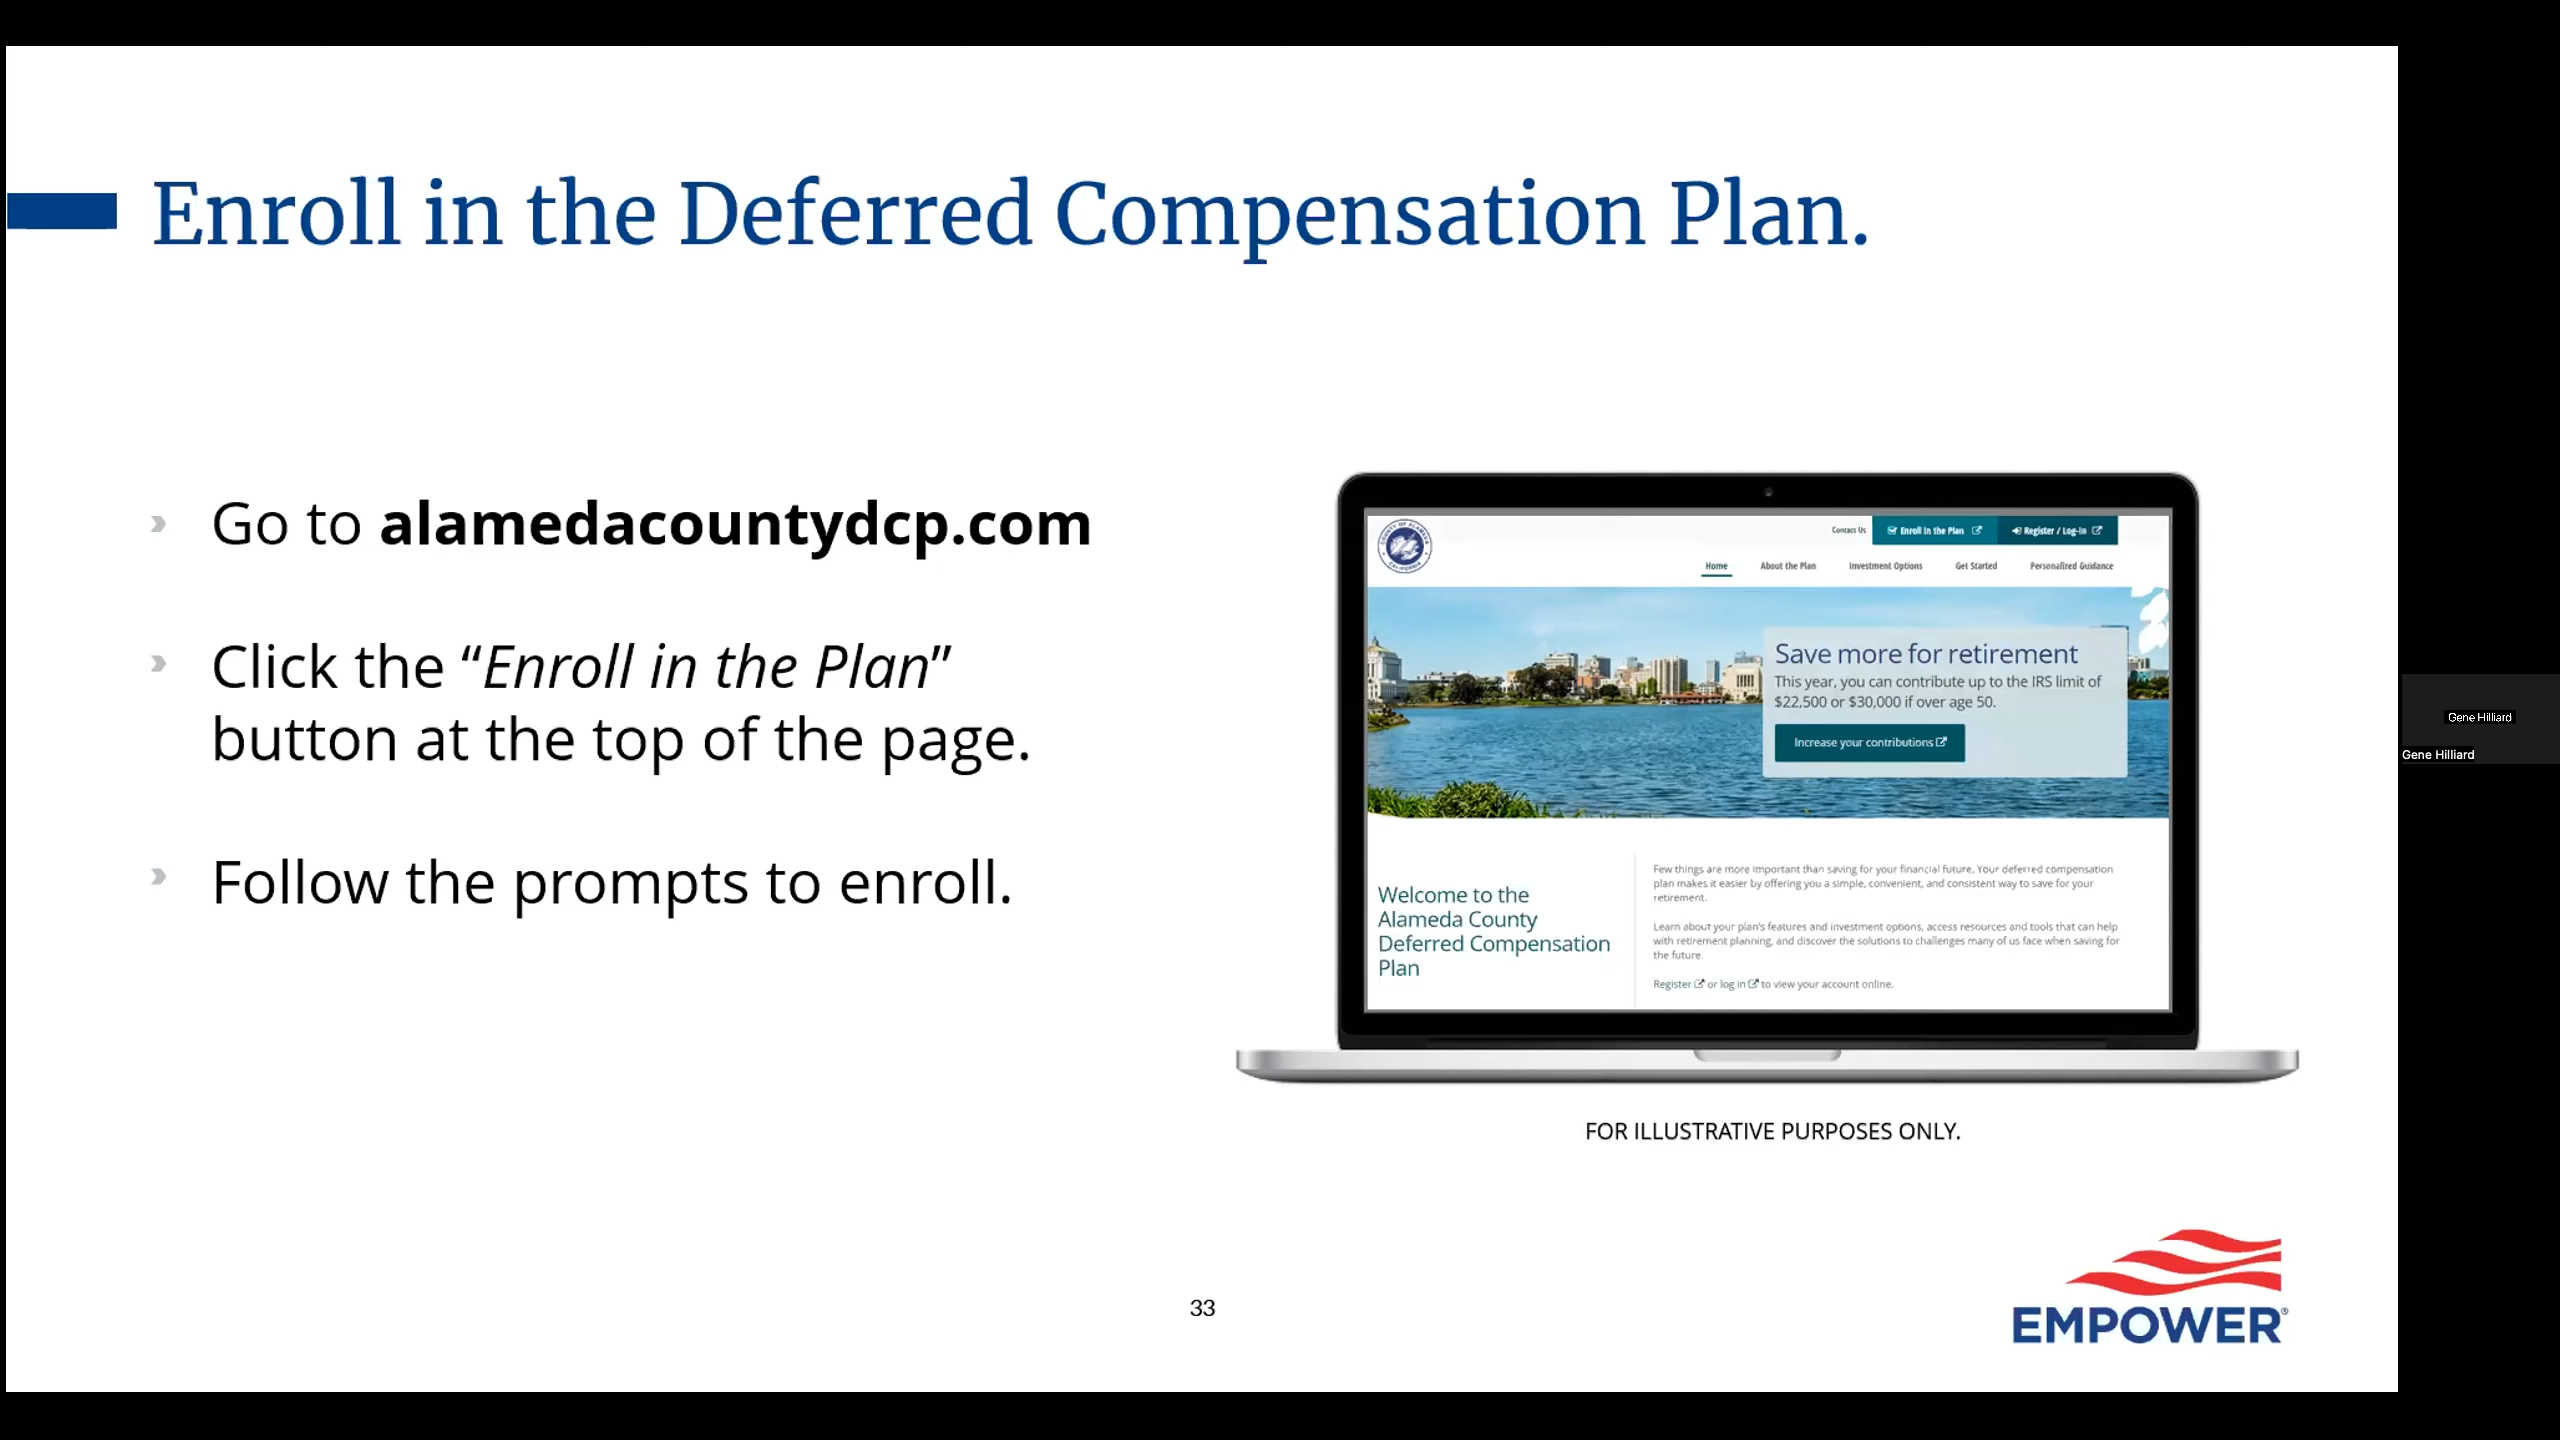 Enroll in the Deferred Compensation Plan.
Go to alamedacountydcp.com
Click the “Enroll in the Plan”
button at the top of the page.
Follow the prompts to enroll.
Contact Us
Enroll in the Plan
Register / Log-In
Home
About the Plan
Investment Options
Get Started
Personalized Guidance
Save more for retirement
This year, you can contribute up to the IRS limit of
$22,500 or $30,000 if over age 50.
Increase your contributions
Welcome to the
Alameda County
Deferred Compensation
Plan
Few things are more important than saving for your financial future. Your deferred compensation
plan makes it easier by offering you a simple, convenient, and consistent way to save for your
retirement.
Learn about your plan's features and investment options, access resources and tools that can help
with retirement planning, and discover the solutions to challenges many of us face when saving for
the future.
Register or log in to view your account online.
FOR ILLUSTRATIVE PURPOSES ONLY.
33
EMPOWER®
Gene Hilliard
Gene Hilliard